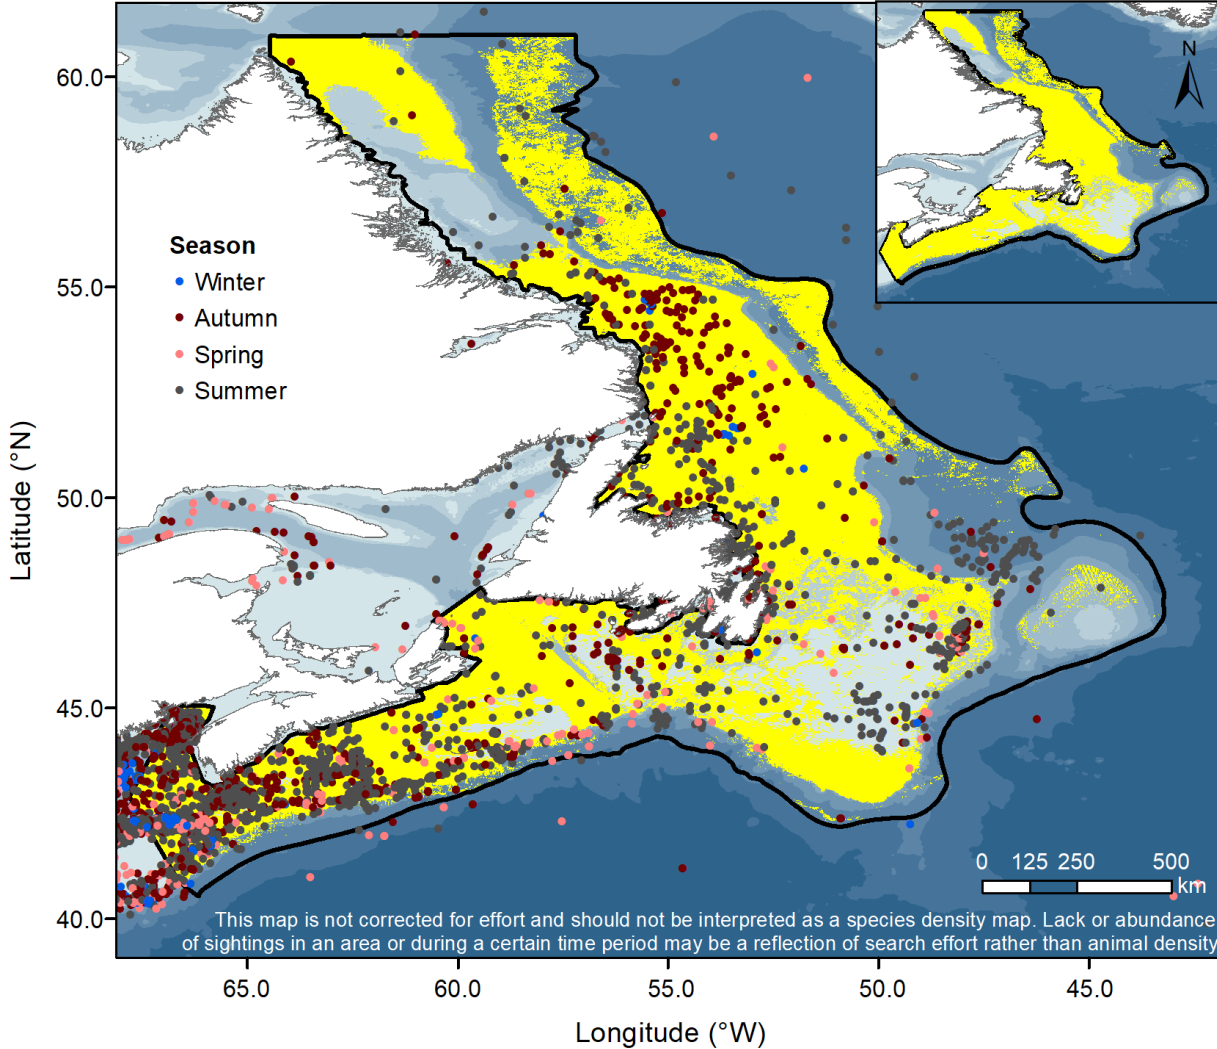 N
60.0
55.0
50.0
45.0
40.0
Latitude (°N)
Season
Winter
Autumn
Spring
Summer
0 125 250 500
km
This map is not corrected for effort and should not be interpreted as a species density map. Lack or abundance
of sightings in an area or during a certain time period may be a reflection of search effort rather than animal density
65.0 60.0 55.0 50.0 45.0
Longitude (°W)